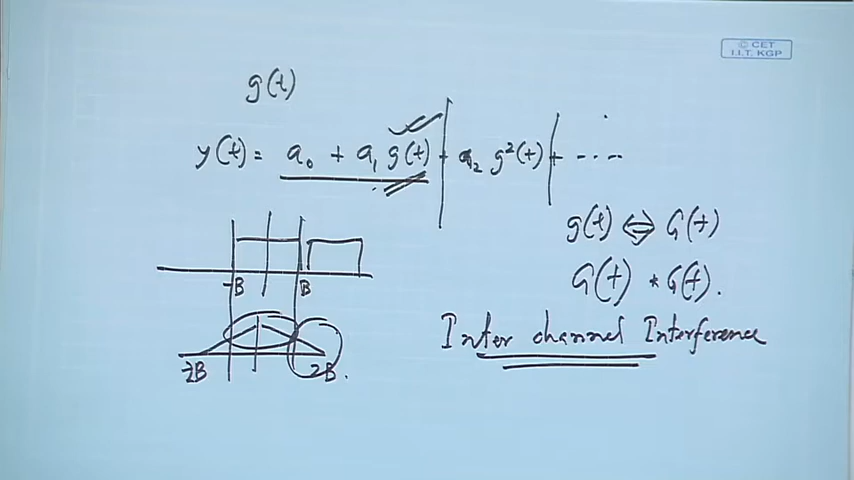 © CET
I.I.T. KGP
g(t)
y(t) = a₀ + a₁ g(t) + a₂ g²(t) + ----
g(t) ⇔ G(f)
G(f) * G(f).
-B B
Inter channel Interference
-2B 2B.